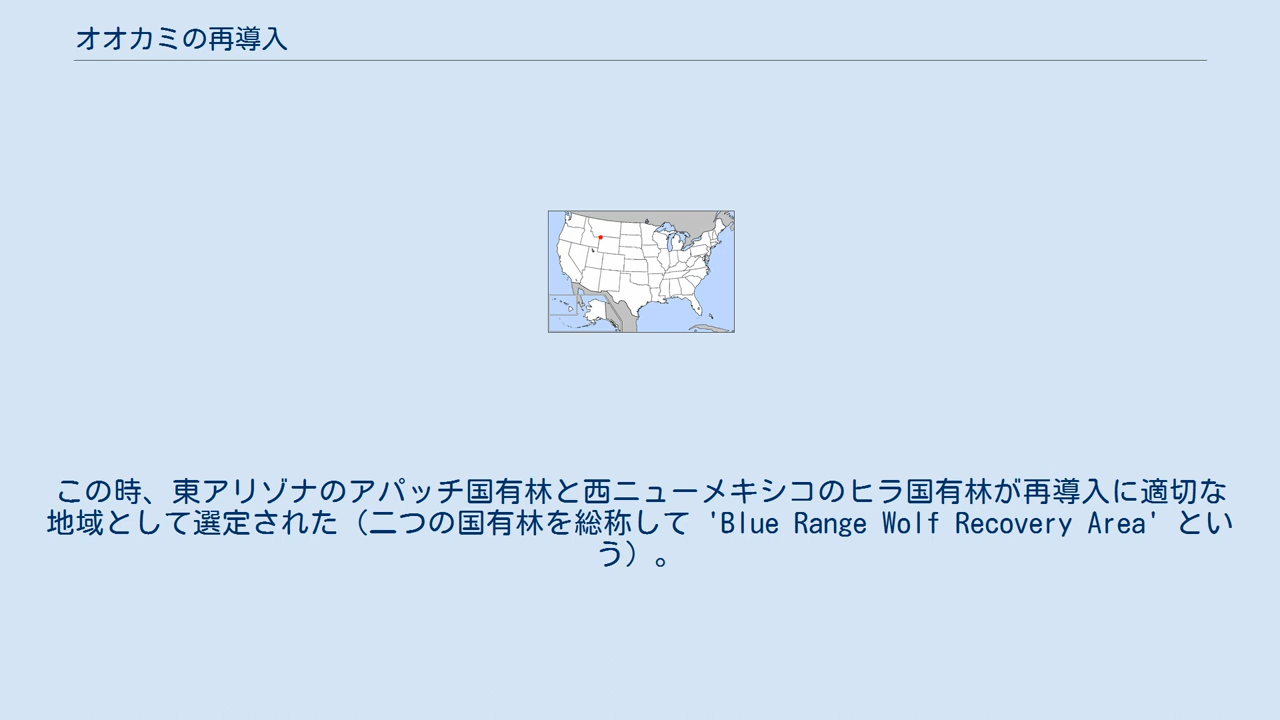 オオカミの再導入
この時、東アリゾナのアパッチ国有林と西ニューメキシコのヒラ国有林が再導入に適切な
地域として選定された（二つの国有林を総称して 'Blue Range Wolf Recovery Area' とい
う）。